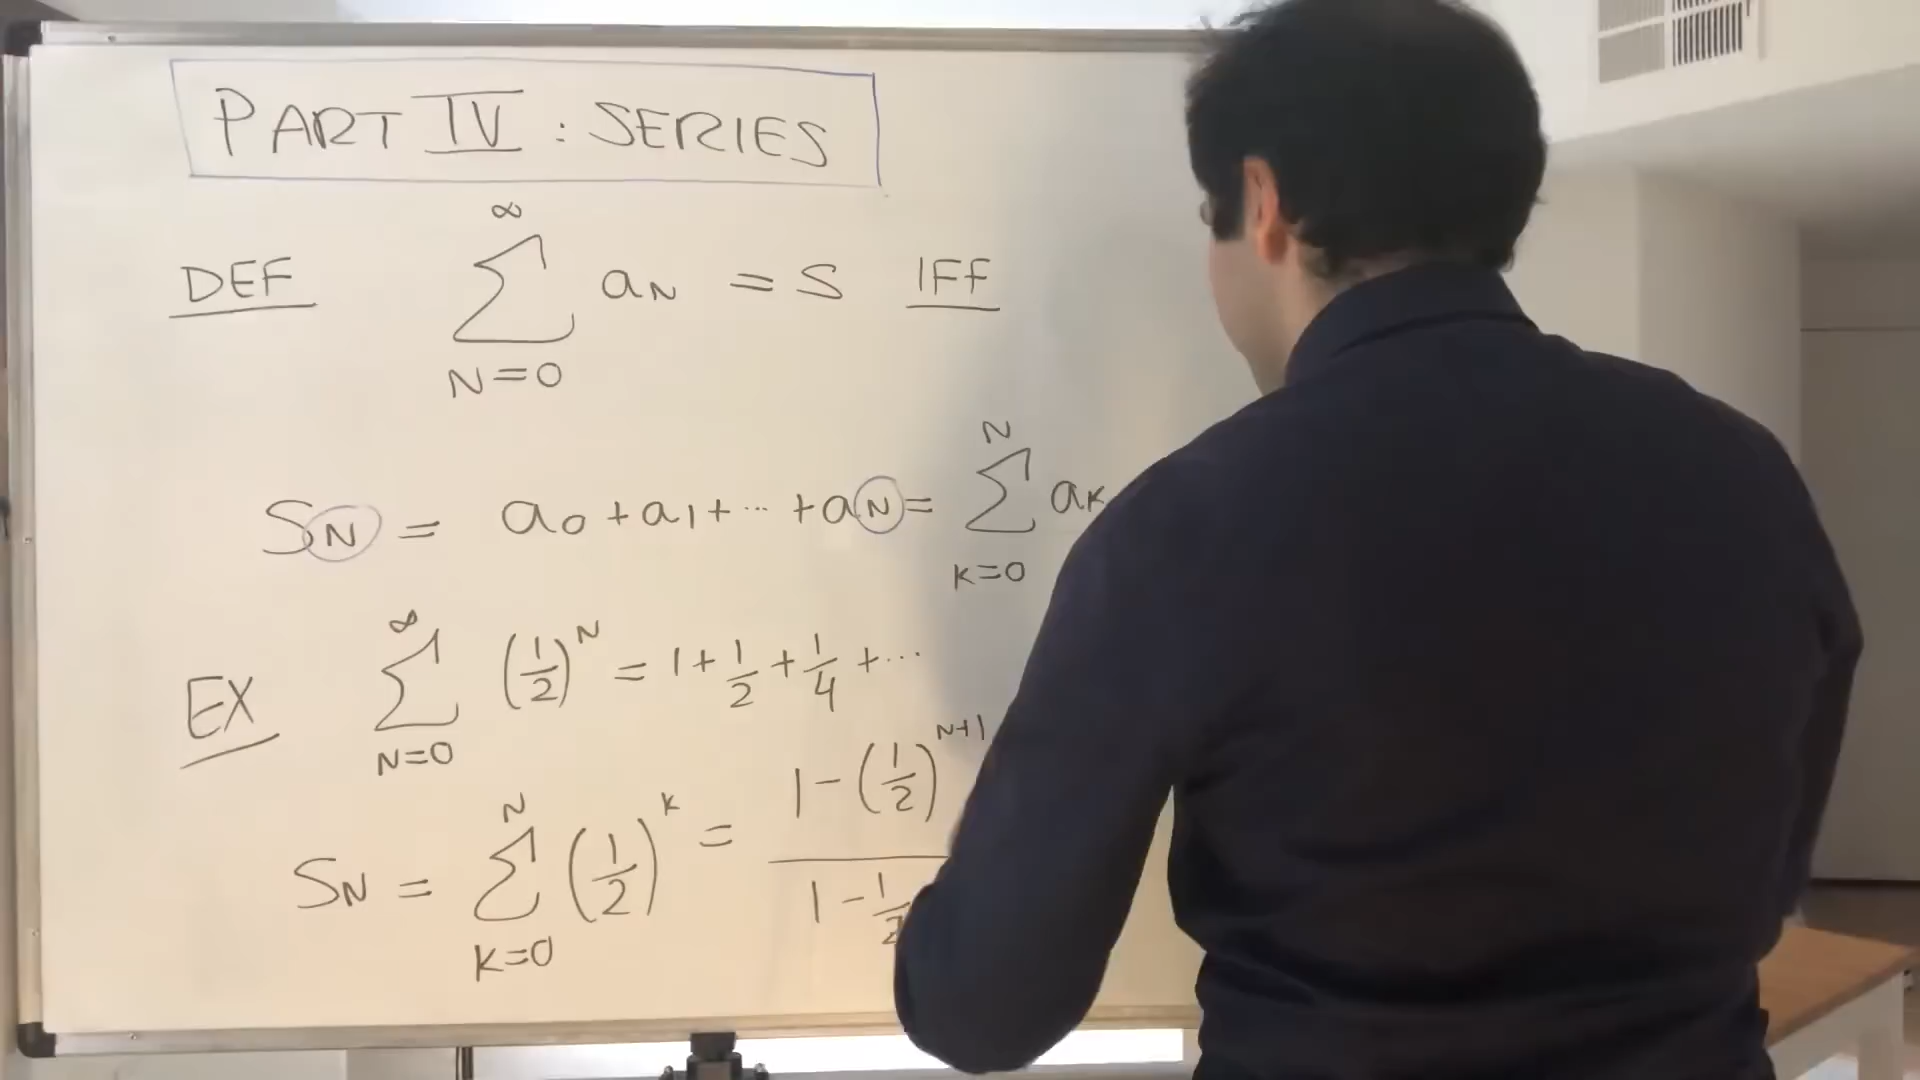 PART IV : SERIES
DEF ∞ ∑ N=0 aN = S IFF
SN = a0 + a1 + ... + aN = N ∑ k=0 ak
EX ∞ ∑ N=0 (1/2)^N = 1 + 1/2 + 1/4 + ...
SN = N ∑ k=0 (1/2)^k = 1 - (1/2)^N+1 / 1 - 1/2